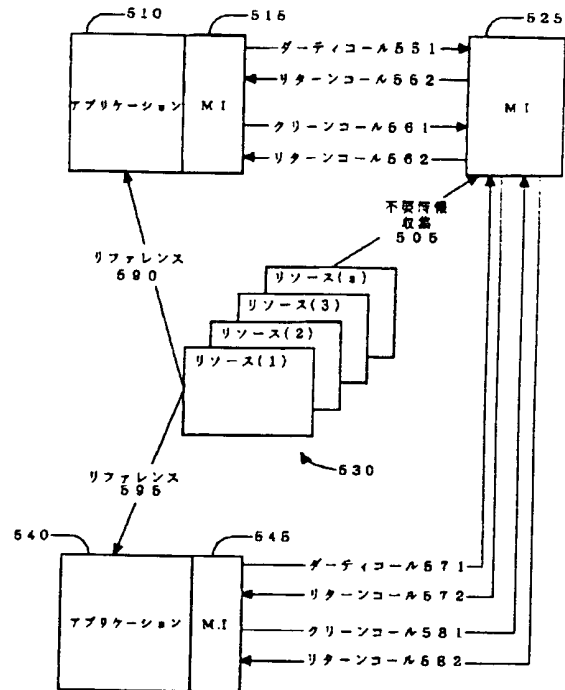 510 515 525
ダーティコール551
リターンコール552
アプリケーション MI MI
クリーンコール561
リターンコール562
不要情報
収集
505
リファレンス
590
リソース(n)
リソース(3)
リソース(2)
リソース(1)
530
リファレンス
595
540 545
ダーティコール571
リターンコール572
アプリケーション M.I
クリーンコール581
リターンコール582